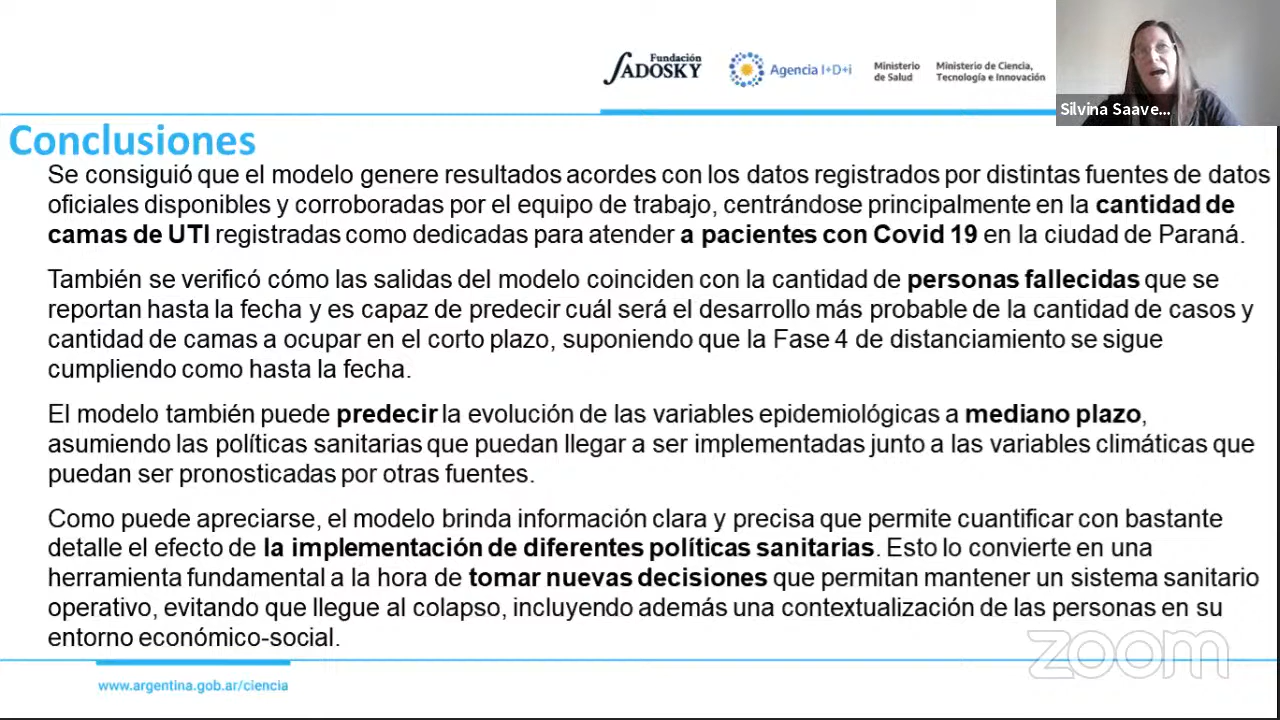 Fundación
SADOSKY
Agencia I+D+i
Ministerio
de Salud
Ministerio de Ciencia,
Tecnología e Innovación
Silvina Saave...
Conclusiones
Se consiguió que el modelo genere resultados acordes con los datos registrados por distintas fuentes de datos
oficiales disponibles y corroboradas por el equipo de trabajo, centrándose principalmente en la cantidad de
camas de UTI registradas como dedicadas para atender a pacientes con Covid 19 en la ciudad de Paraná.
También se verificó cómo las salidas del modelo coinciden con la cantidad de personas fallecidas que se
reportan hasta la fecha y es capaz de predecir cuál será el desarrollo más probable de la cantidad de casos y
cantidad de camas a ocupar en el corto plazo, suponiendo que la Fase 4 de distanciamiento se sigue
cumpliendo como hasta la fecha.
El modelo también puede predecir la evolución de las variables epidemiológicas a mediano plazo,
asumiendo las políticas sanitarias que puedan llegar a ser implementadas junto a las variables climáticas que
puedan ser pronosticadas por otras fuentes.
Como puede apreciarse, el modelo brinda información clara y precisa que permite cuantificar con bastante
detalle el efecto de la implementación de diferentes políticas sanitarias. Esto lo convierte en una
herramienta fundamental a la hora de tomar nuevas decisiones que permitan mantener un sistema sanitario
operativo, evitando que llegue al colapso, incluyendo además una contextualización de las personas en su
entorno económico-social.
zoom
www.argentina.gob.ar/ciencia